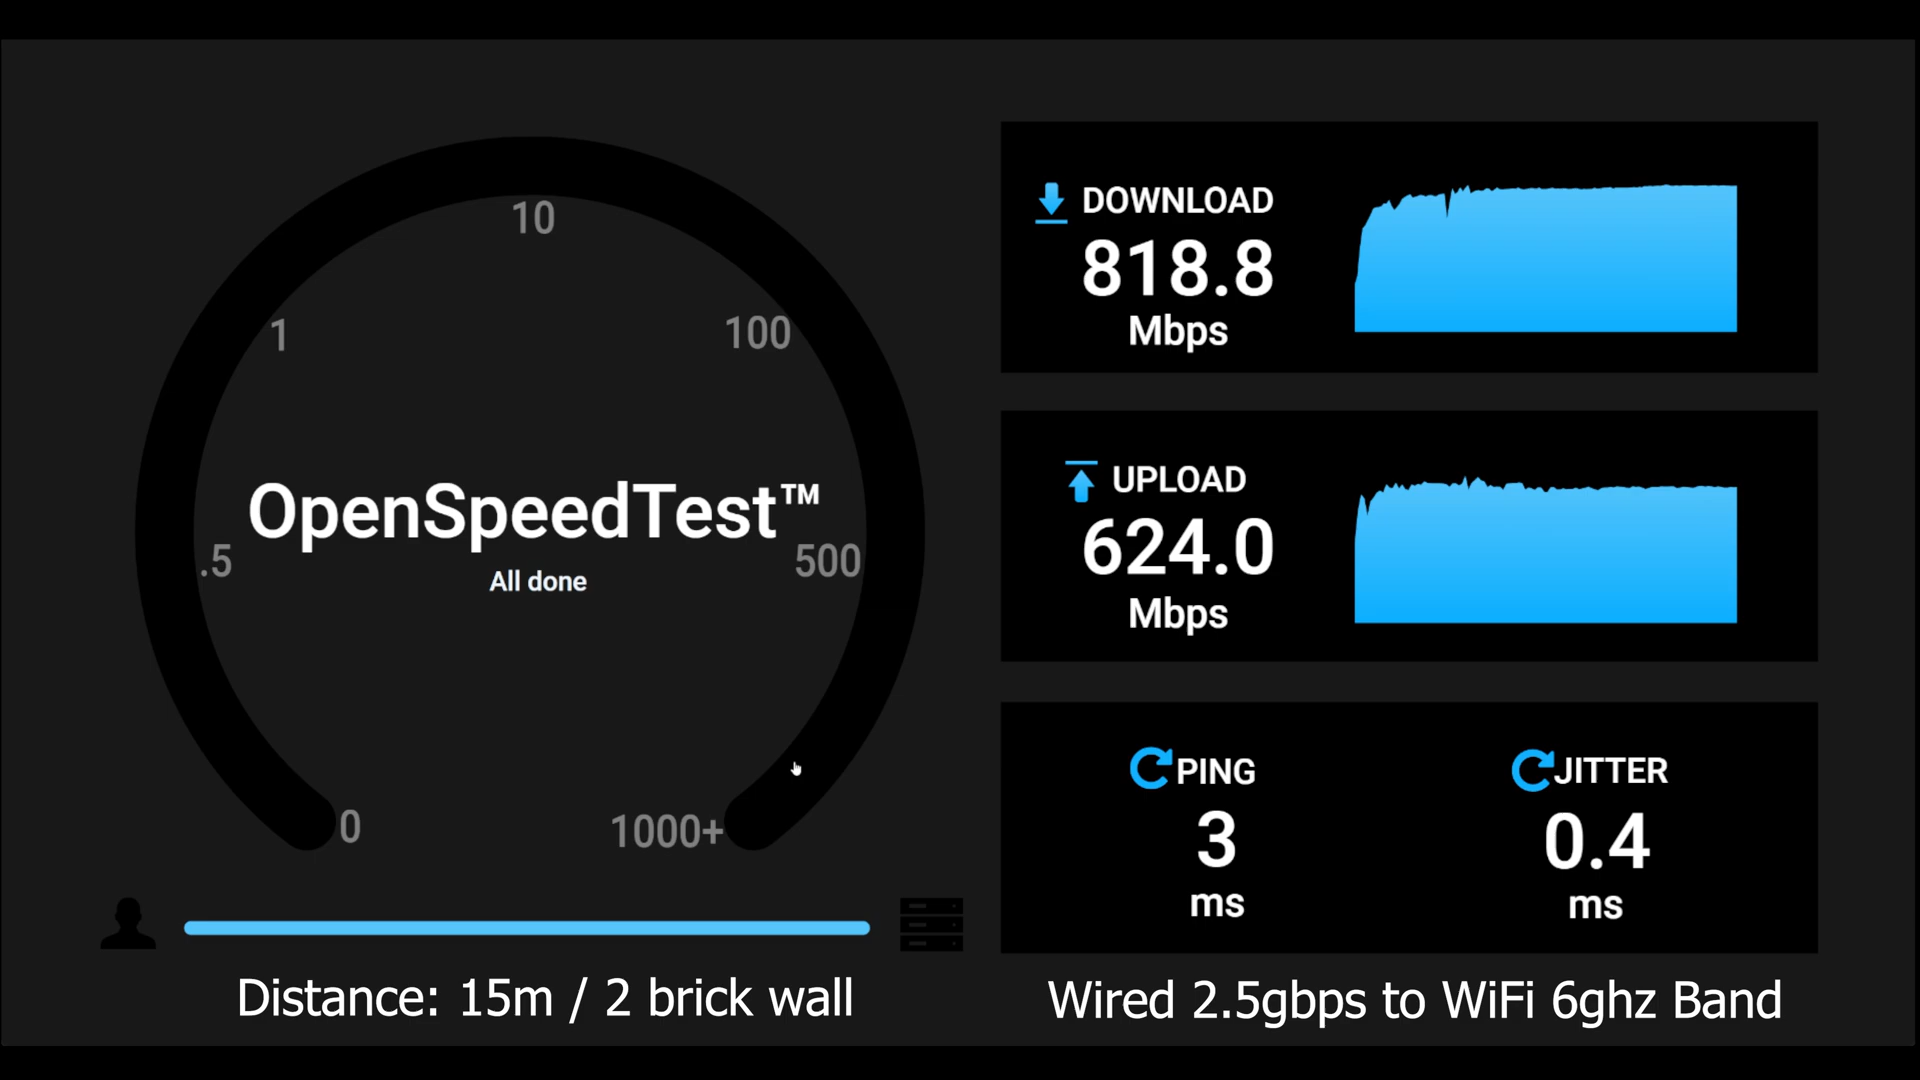 10
1
100
OpenSpeedTest™
.5
500
All done
0
1000+
DOWNLOAD
818.8
Mbps
UPLOAD
624.0
Mbps
PING
3
ms
JITTER
0.4
ms
Distance: 15m / 2 brick wall
Wired 2.5gbps to WiFi 6ghz Band